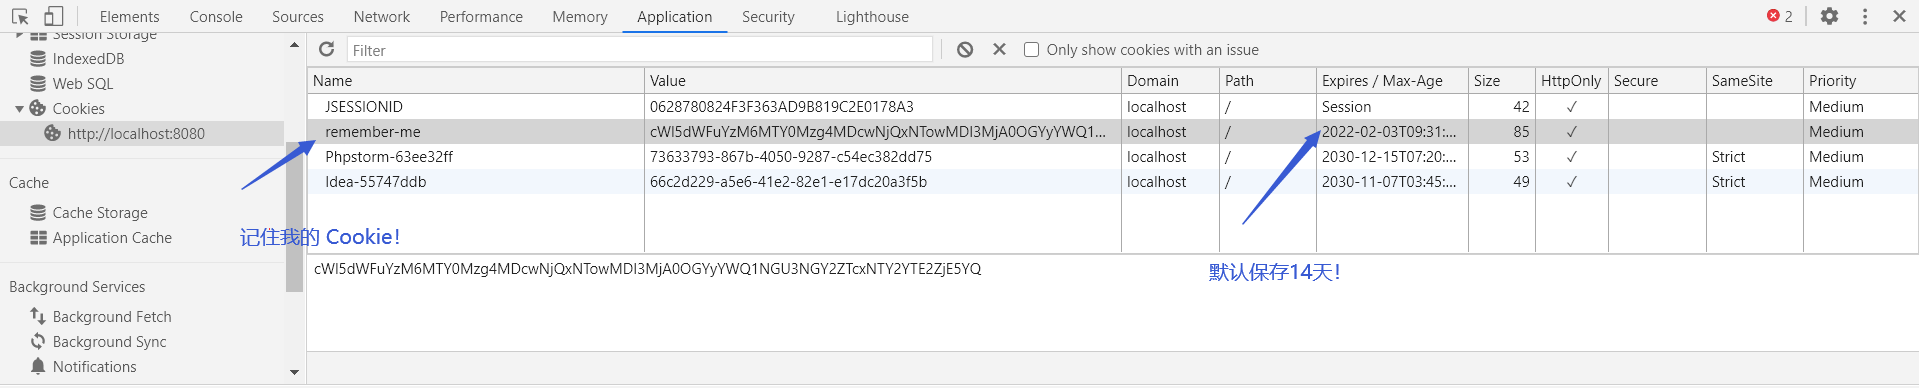 Elements Console Sources Network Performance Memory Application Security Lighthouse 2
Session Storage
IndexedDB
Web SQL
Cookies
http://localhost:8080
Cache
Cache Storage
Application Cache
Background Services
Background Fetch
Background Sync
Notifications
Filter Only show cookies with an issue
Name Value Domain Path Expires / Max-Age Size HttpOnly Secure SameSite Priority
JSESSIONID 0628780824F3F363AD9B819C2E0178A3 localhost / Session 42 ✓ Medium
remember-me cWl5dWFuYzM6MTY0Mzg4MDcwNjQxNTowMDI3MjA0OGYyYWQ1... localhost / 2022-02-03T09:31:... 85 ✓ Medium
Phpstorm-63ee32ff 73633793-867b-4050-9287-c54ec382dd75 localhost / 2030-12-15T07:20:... 53 ✓ Strict Medium
Idea-55747ddb 66c2d229-a5e6-41e2-82e1-e17dc20a3f5b localhost / 2030-11-07T03:45:... 49 ✓ Strict Medium
记住我的 Cookie!
cWl5dWFuYzM6MTY0Mzg4MDcwNjQxNTowMDI3MjA0OGYyYWQ1NGU3NGY2ZTcxNTY2YTE2ZjE5YQ
默认保存14天!